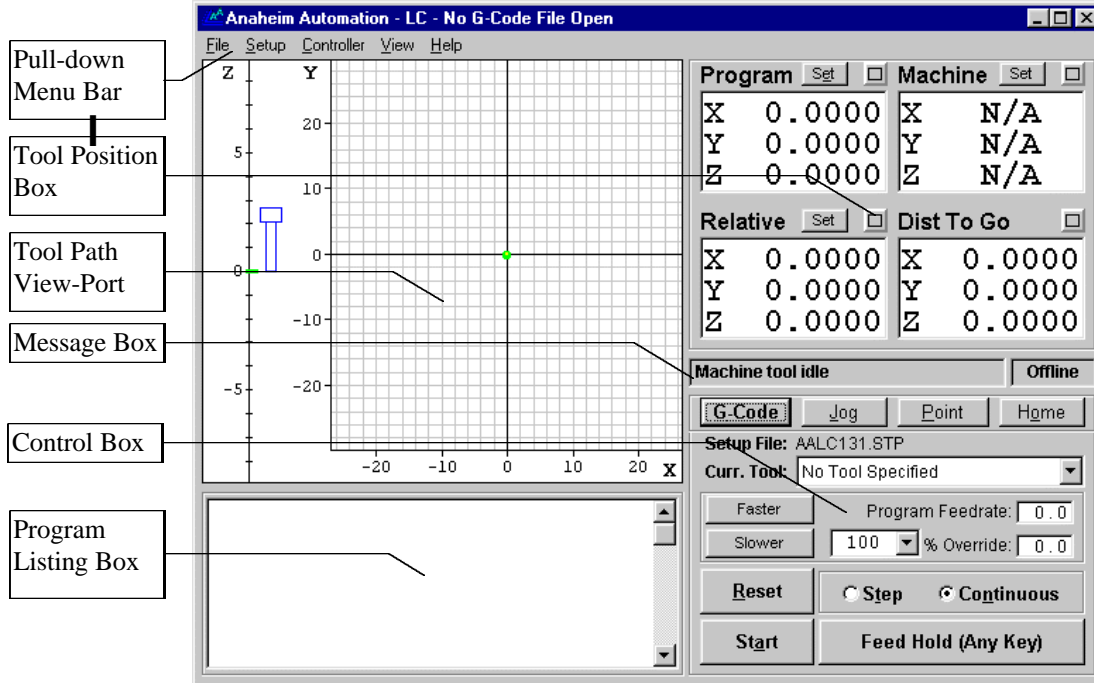 Anaheim Automation - LC - No G-Code File Open
File Setup Controller View Help
Pull-down
Menu Bar
Tool Position
Box
Tool Path
View-Port
Message Box
Control Box
Program
Listing Box
Z
5
0
-5
Y
20
10
0
-10
-20
-20 -10 0 10 20 X
Program Set
X 0.0000
Y 0.0000
Z 0.0000
Machine Set
X N/A
Y N/A
Z N/A
Relative Set
X 0.0000
Y 0.0000
Z 0.0000
Dist To Go
X 0.0000
Y 0.0000
Z 0.0000
Machine tool idle Offline
G-Code Jog Point Home
Setup File: AALC131.STP
Curr. Tool: No Tool Specified
Faster Program Feedrate: 0.0
Slower 100 % Override: 0.0
Reset Step Continuous
Start Feed Hold (Any Key)